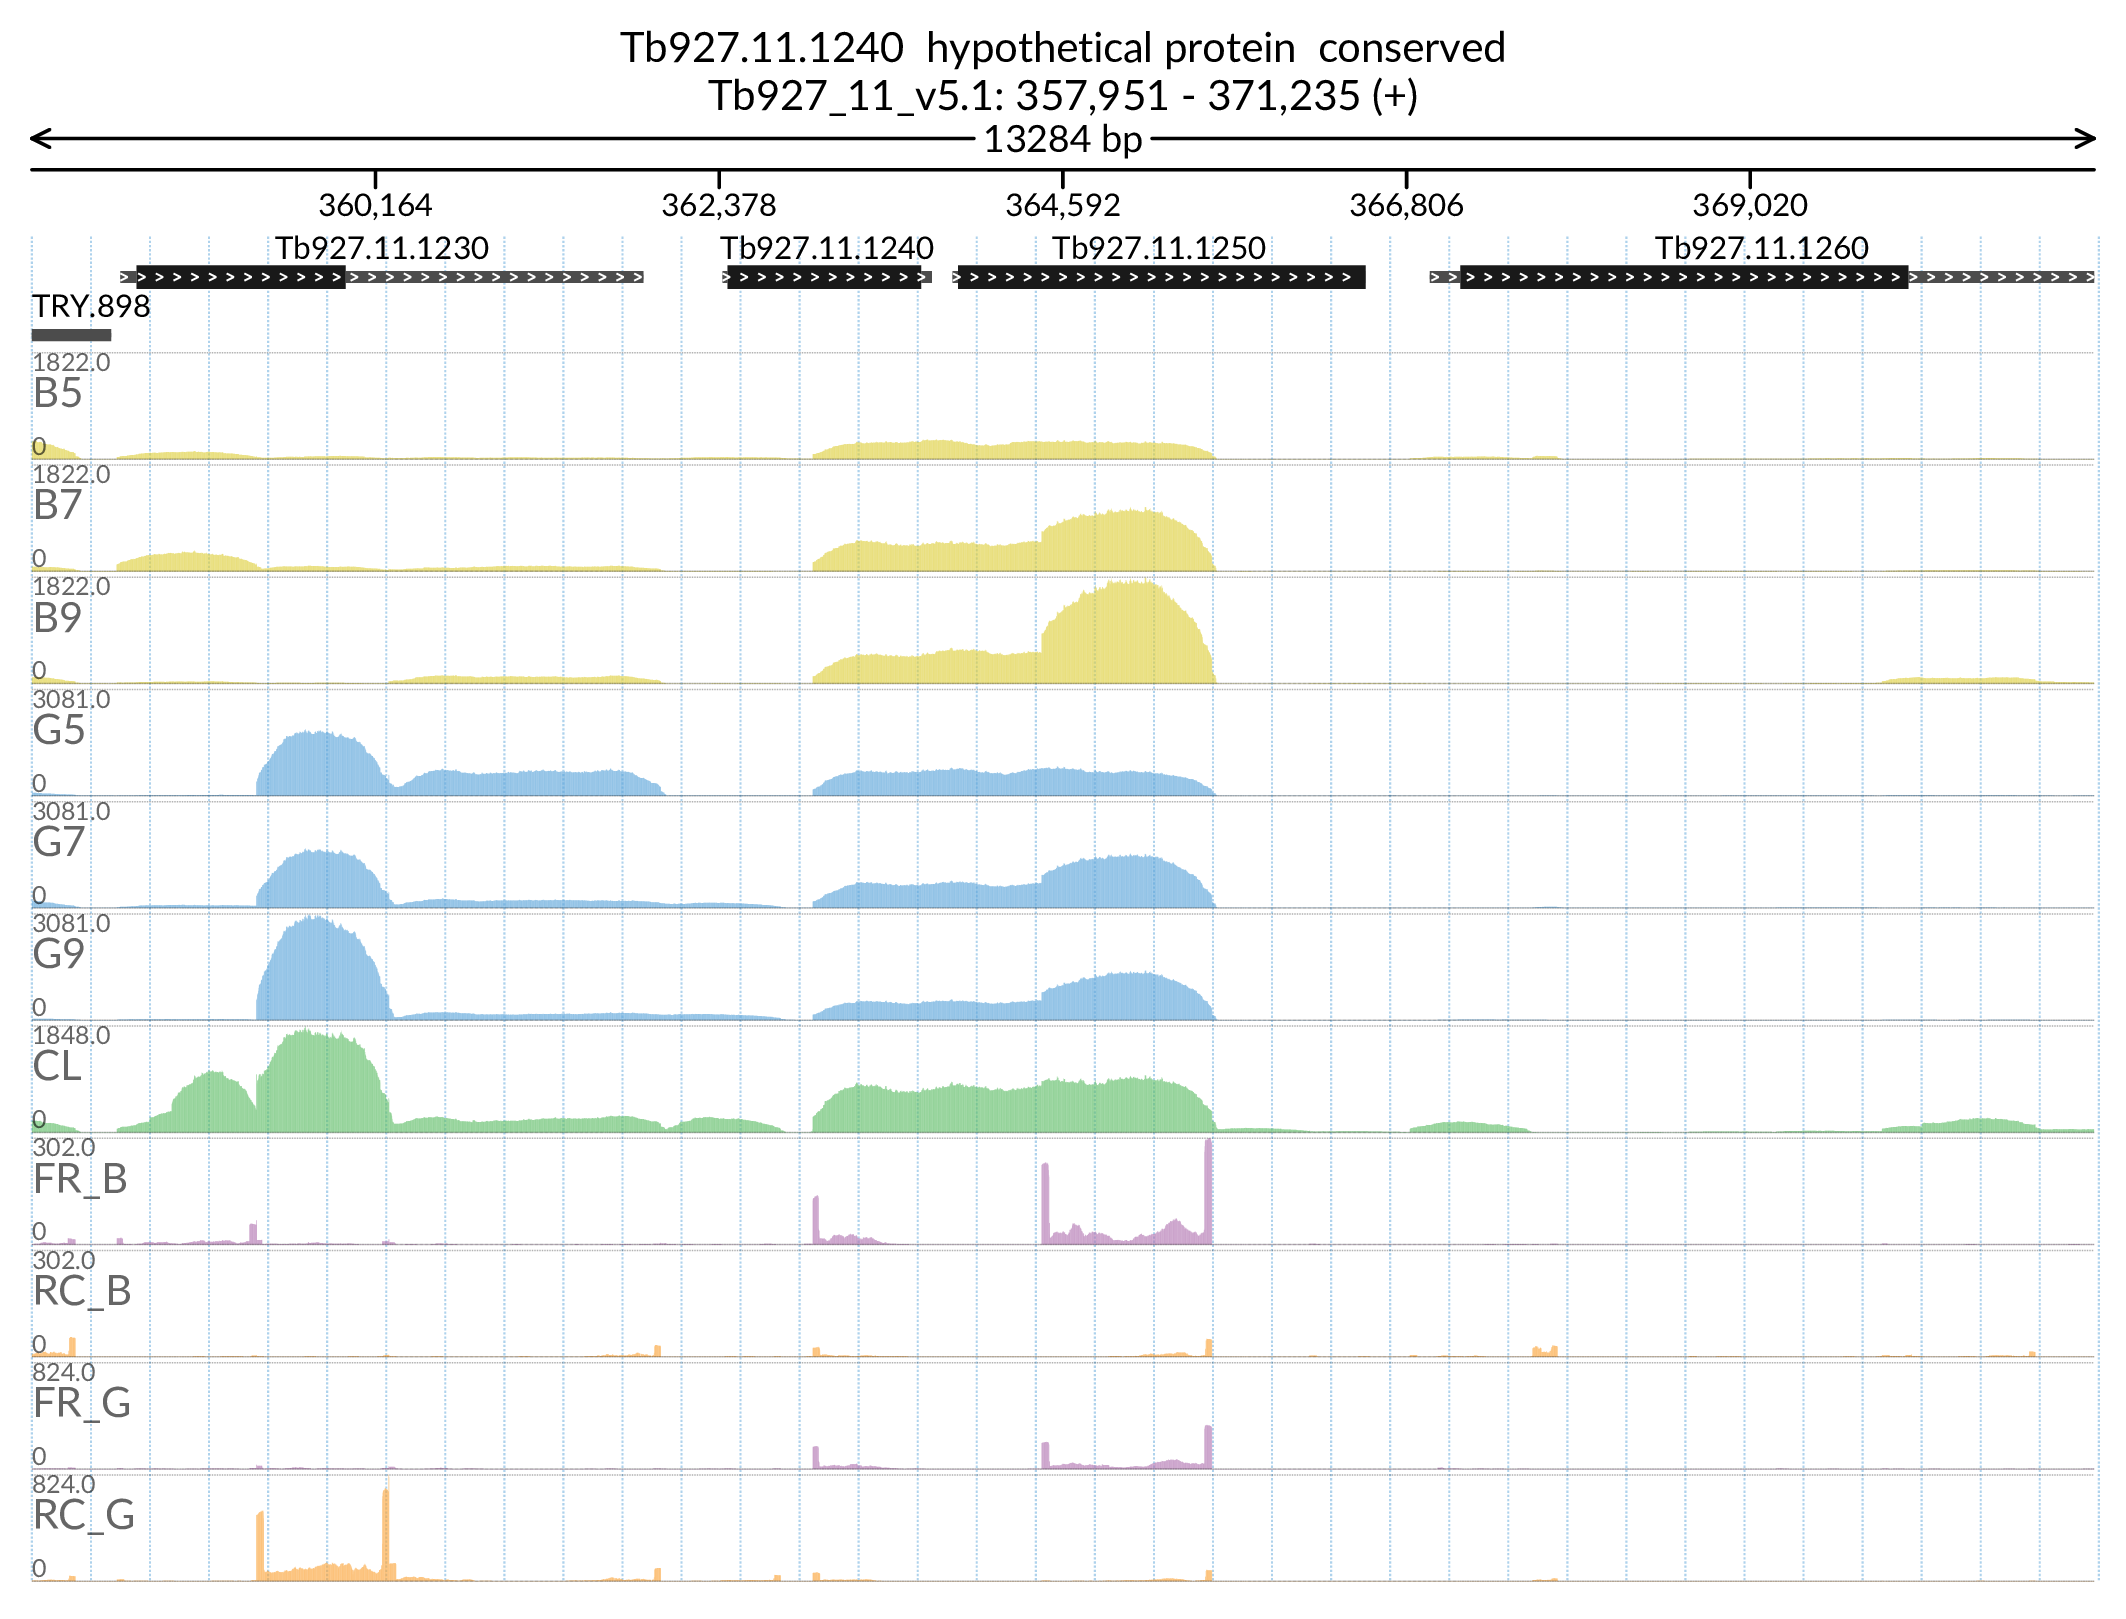 Tb927.11.1240 hypothetical protein conserved
Tb927_11_v5.1: 357,951 - 371,235 (+)
13284 bp
360,164 362,378 364,592 366,806 369,020
Tb927.11.1230 Tb927.11.1240 Tb927.11.1250 Tb927.11.1260
TRY.898
1822.0
B5
0
1822.0
B7
0
1822.0
B9
0
3081.0
G5
0
3081.0
G7
0
3081.0
G9
0
1848.0
CL
0
302.0
FR_B
0
302.0
RC_B
0
824.0
FR_G
0
824.0
RC_G
0